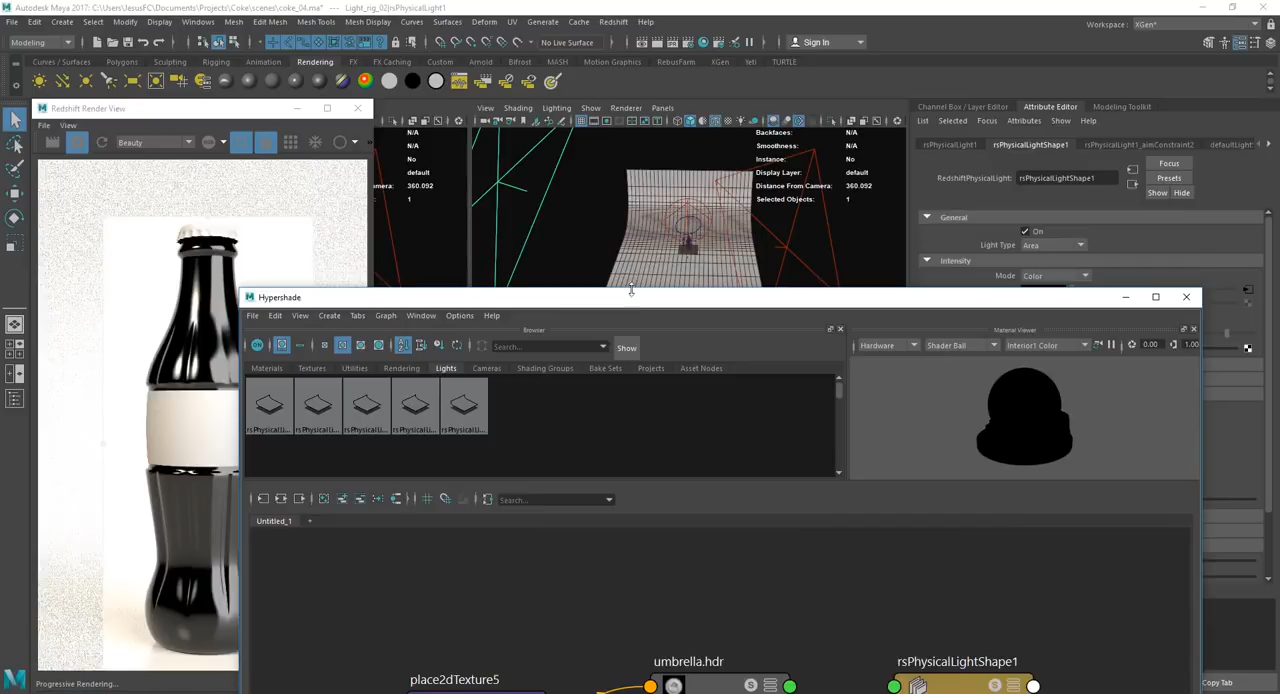 Autodesk Maya 2017: C:\Users\JesusFC\Documents\Projects\Coke\scenes\coke_04.ma* --- Light_rig_02|rsPhysicalLight1
File Edit Create Select Modify Display Windows Mesh Edit Mesh Mesh Tools Mesh Display Curves Surfaces Deform UV Generate Cache Redshift Help
Workspace : XGen*
Modeling
No Live Surface
Sign In
Curves / Surfaces Polygons Sculpting Rigging Animation Rendering FX FX Caching Custom Arnold Bifrost MASH Motion Graphics Yeti RebusFarm XGen TURTLE
Redshift Render View
File View
Beauty
View Shading Lighting Show Renderer Panels
N/A
N/A
No
default
360.092
1
Backfaces: N/A
Smoothness: N/A
Instance: No
Display Layer: default
Distance From Camera: 360.092
Selected Objects: 1
Channel Box / Layer Editor Attribute Editor Modeling Toolkit
List Selected Focus Attributes Show Help
rsPhysicalLight1 rsPhysicalLightShape1 rsPhysicalLight1_aimConstraint2 defaultLight
RedshiftPhysicalLight: rsPhysicalLightShape1
Focus
Presets
Show Hide
General
On
Light Type Area
Intensity
Mode Color
Hypershade
File Edit View Create Tabs Graph Window Options Help
Browser
Search...
Show
Materials Textures Utilities Rendering Lights Cameras Shading Groups Bake Sets Projects Asset Nodes
rsPhysicalLi... rsPhysicalLi... rsPhysicalLi... rsPhysicalLi... rsPhysicalLi...
Material Viewer
Hardware Shader Ball Interior1 Color 0.00 1.00
Search...
Untitled_1 +
umbrella.hdr
rsPhysicalLightShape1
place2dTexture5
Progressive Rendering...
Copy Tab